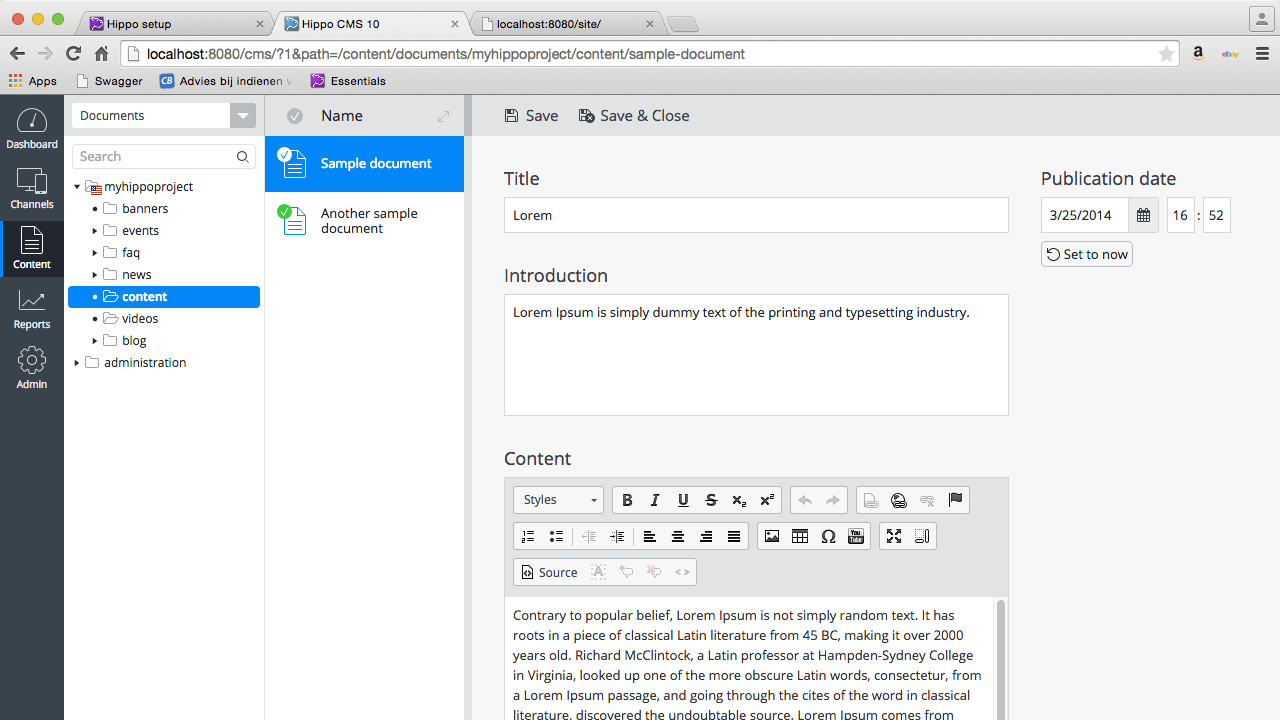 Hippo setup
Hippo CMS 10
localhost:8080/site/
localhost:8080/cms/?1&path=/content/documents/myhippoproject/content/sample-document
Apps
Swagger
CB
Advies bij indienen v
Essentials
Dashboard
Channels
Content
Reports
Admin
Documents
Search
myhippoproject
banners
events
faq
news
content
videos
blog
administration
Name
Sample document
Another sample
document
Save
Save & Close
Title
Lorem
Publication date
3/25/2014
16 : 52
Set to now
Introduction
Lorem Ipsum is simply dummy text of the printing and typesetting industry.
Content
Styles
B I U S x₂ x²
Ω
You Tube
Source
A
Contrary to popular belief, Lorem Ipsum is not simply random text. It has
roots in a piece of classical Latin literature from 45 BC, making it over 2000
years old. Richard McClintock, a Latin professor at Hampden-Sydney College
in Virginia, looked up one of the more obscure Latin words, consectetur, from
a Lorem Ipsum passage, and going through the cites of the word in classical
literature, discovered the undoubtable source. Lorem Ipsum comes from